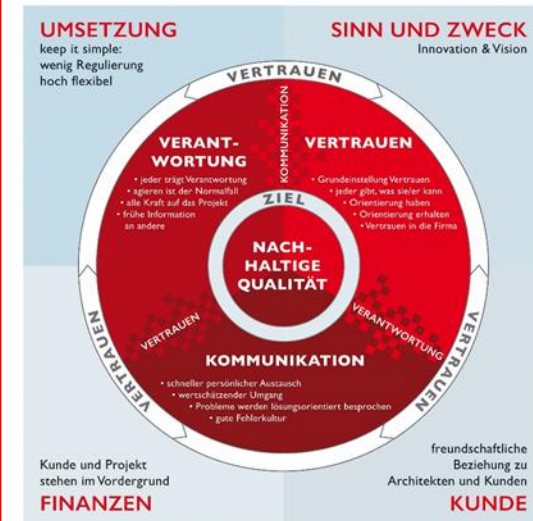 UMSETZUNG
keep it simple:
wenig Regulierung
hoch flexibel
SINN UND ZWECK
Innovation & Vision
VERTRAUEN
KOMMUNIKATION
VERANT-
WORTUNG
• jeder trägt Verantwortung
• agieren ist der Normalfall
• alle Kraft auf das Projekt
• frühe Information
an andere
VERTRAUEN
• Grundeinstellung Vertrauen
• jeder gibt, was sie/er kann
• Orientierung haben
• Orientierung erhalten
• Vertrauen in die Firma
ZIEL
NACH-
HALTIGE
QUALITÄT
VERTRAUEN
VERANTWORTUNG
VERTRAUEN
VERTRAUEN
KOMMUNIKATION
• schneller persönlicher Austausch
• wertschätzender Umgang
• Probleme werden lösungsorientiert besprochen
• gute Fehlerkultur
Kunde und Projekt
stehen im Vordergrund
FINANZEN
freundschaftliche
Beziehung zu
Architekten und Kunden
KUNDE